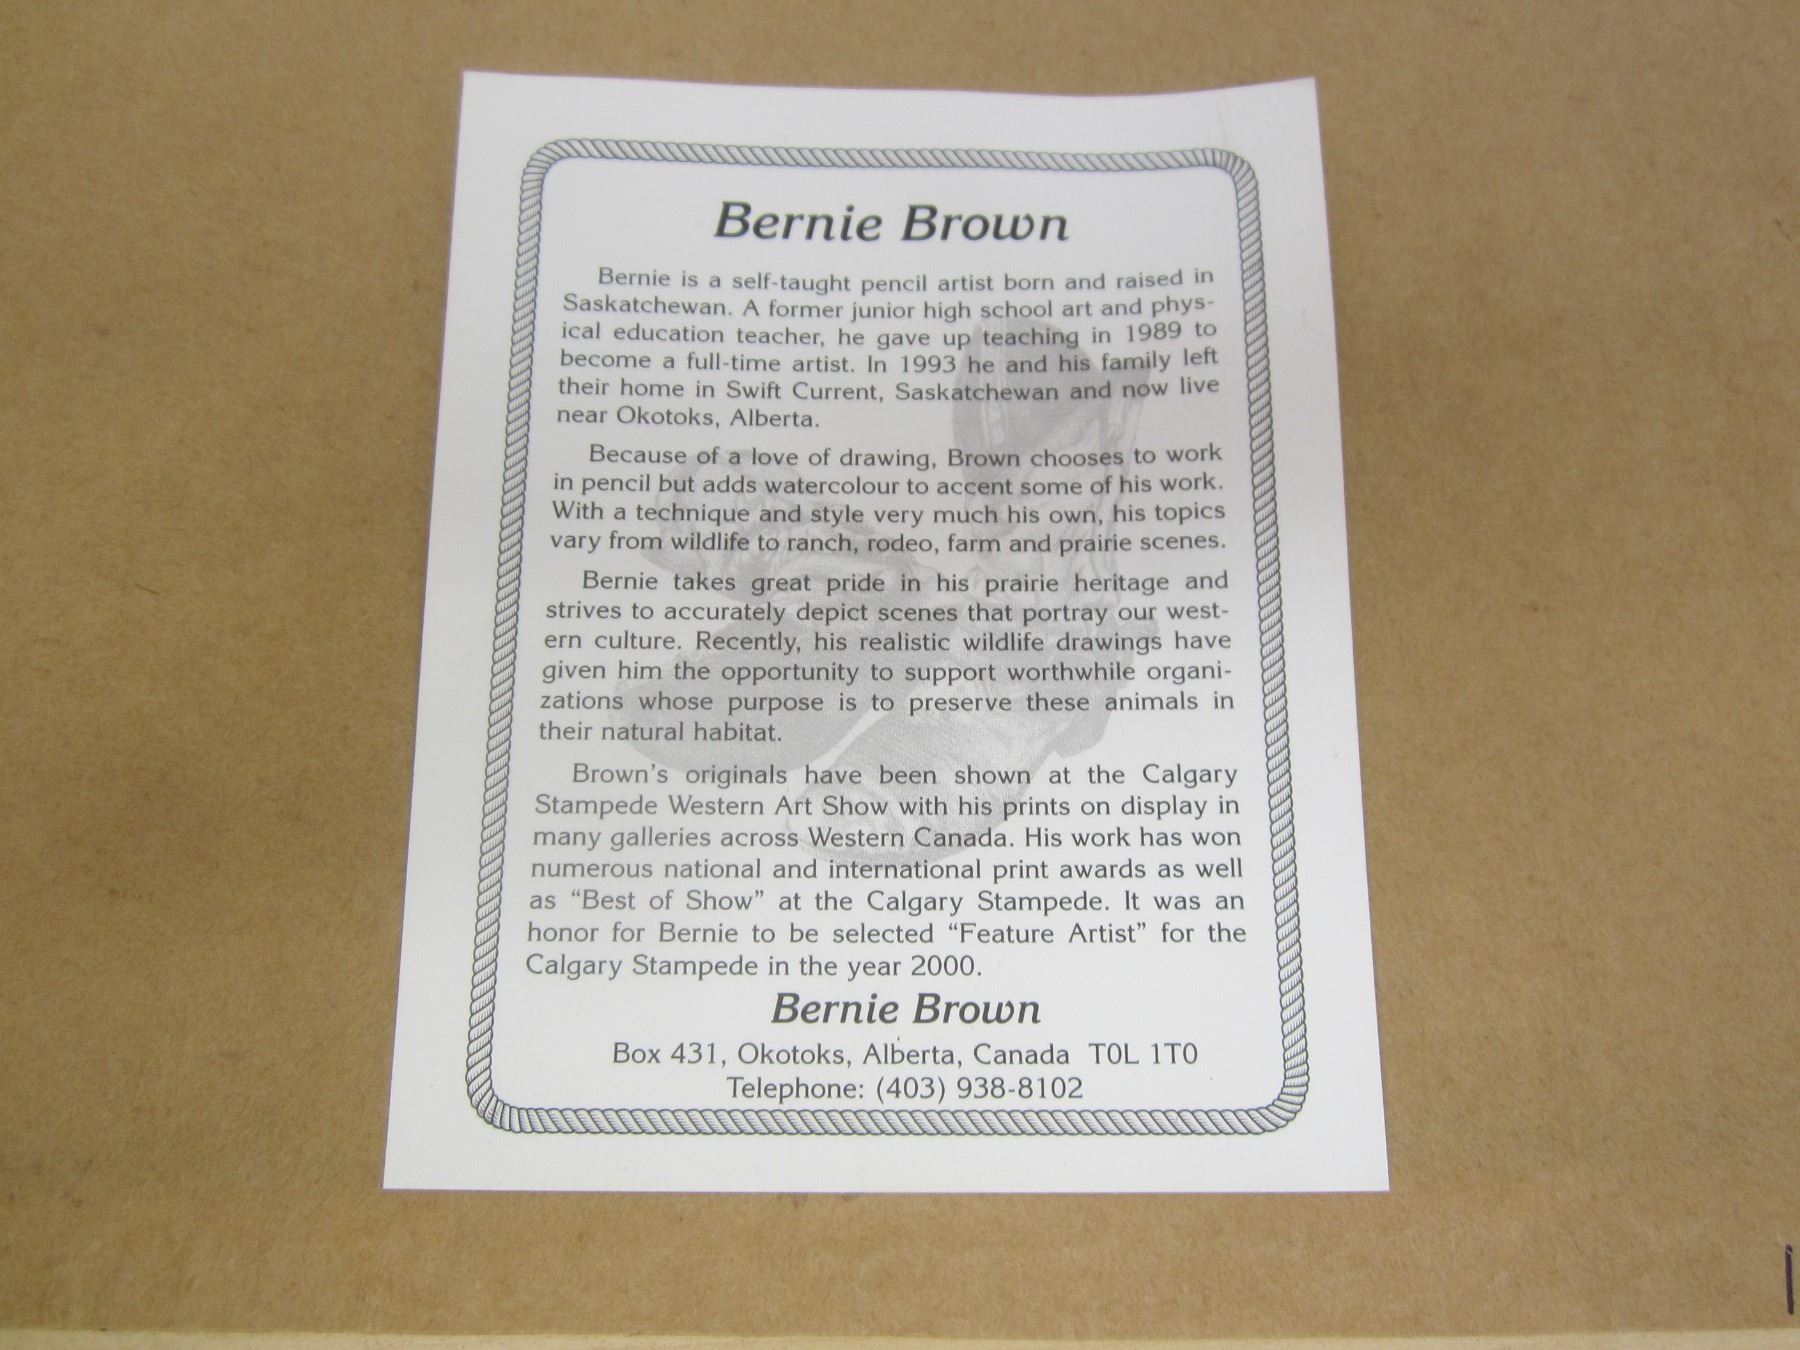 Bernie Brown
Bernie is a self-taught pencil artist born and raised in
Saskatchewan. A former junior high school art and phys-
ical education teacher, he gave up teaching in 1989 to
become a full-time artist. In 1993 he and his family left
their home in Swift Current, Saskatchewan and now live
near Okotoks, Alberta.
Because of a love of drawing, Brown chooses to work
in pencil but adds watercolour to accent some of his work.
With a technique and style very much his own, his topics
vary from wildlife to ranch, rodeo, farm and prairie scenes.
Bernie takes great pride in his prairie heritage and
strives to accurately depict scenes that portray our west-
ern culture. Recently, his realistic wildlife drawings have
given him the opportunity to support worthwhile organi-
zations whose purpose is to preserve these animals in
their natural habitat.
Brown's originals have been shown at the Calgary
Stampede Western Art Show with his prints on display in
many galleries across Western Canada. His work has won
numerous national and international print awards as well
as “Best of Show” at the Calgary Stampede. It was an
honor for Bernie to be selected “Feature Artist” for the
Calgary Stampede in the year 2000.
Bernie Brown
Box 431, Okotoks, Alberta, Canada T0L 1T0
Telephone: (403) 938-8102